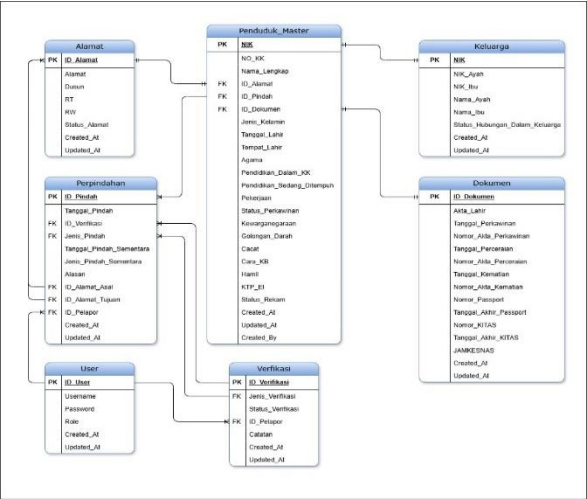 Alamat
PK ID_Alamat
Alamat
Dusun
RT
RW
Status_Alamat
Created_At
Updated_At
Penduduk_Master
PK NIK
NO_KK
Nama_Lengkap
FK ID_Alamat
FK ID_Pindah
FK ID_Dokumen
Jenis_Kelamin
Tanggal_Lahir
Tempat_Lahir
Agama
Pendidikan_Dalam_KK
Pendidikan_Sedang_Ditempuh
Pekerjaan
Status_Perkawinan
Kewarganegaraan
Golongan_Darah
Cacat
Cara_KB
Hamil
KTP_El
Status_Rekam
Created_At
Updated_At
Created_By
Keluarga
PK NIK
NIK_Ayah
NIK_Ibu
Nama_Ayah
Nama_Ibu
Status_Hubungan_Dalam_Keluarga
Created_At
Updated_At
Perpindahan
PK ID_Pindah
Tanggal_Pindah
FK ID_Verifikasi
FK Jenis_Pindah
Tanggal_Pindah_Sementara
Jenis_Pindah_Sementara
Alasan
FK ID_Alamat_Asal
FK ID_Alamat_Tujuan
FK ID_Pelapor
Created_At
Updated_At
Dokumen
PK ID_Dokumen
Akta_Lahir
Tanggal_Perkawinan
Nomor_Akta_Perkawinan
Tanggal_Perceraian
Nomor_Akta_Perceraian
Tanggal_Kematian
Nomor_Akta_Kematian
Nomor_Passport
Tanggal_Akhir_Passport
Nomor_KITAS
Tanggal_Akhir_KITAS
JAMKESNAS
Created_At
Updated_At
User
PK ID_User
Username
Password
Role
Created_At
Updated_At
Verfikasi
PK ID_Verifikasi
FK Jenis_Verifikasi
Status_Verifikasi
FK ID_Pelapor
Catatan
Created_At
Updated_At